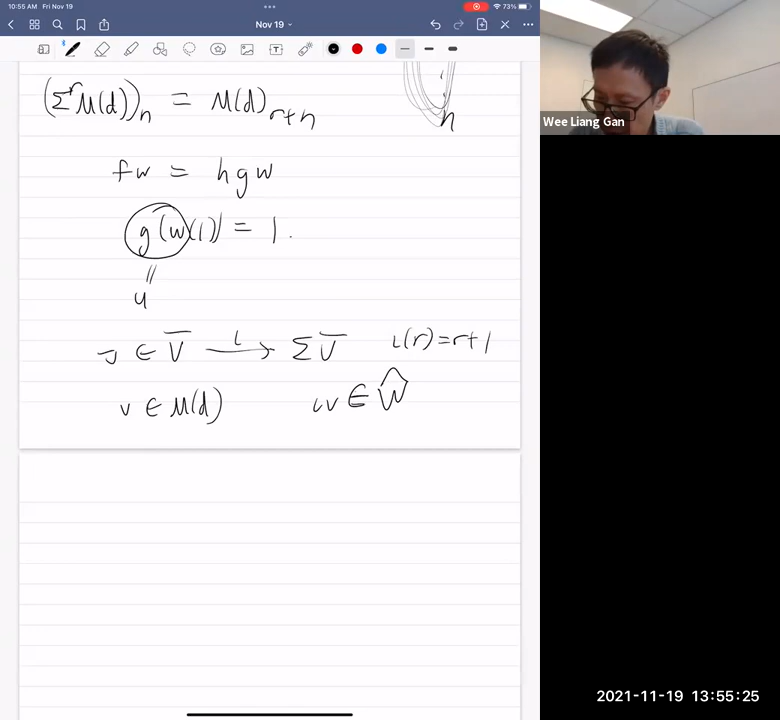 10:55 AM Fri Nov 19
73%
Nov 19
(Σ^r M(d))_n = M(d)_{r+n}
n
fw = hgw
g(w(1)) = 1.
u
v ∈ V̅ →^ι ΣV̅ ι(r)=r+1
v ∈ M(d) ιv ∈ Ŵ
Wee Liang Gan
2021-11-19 13:55:25